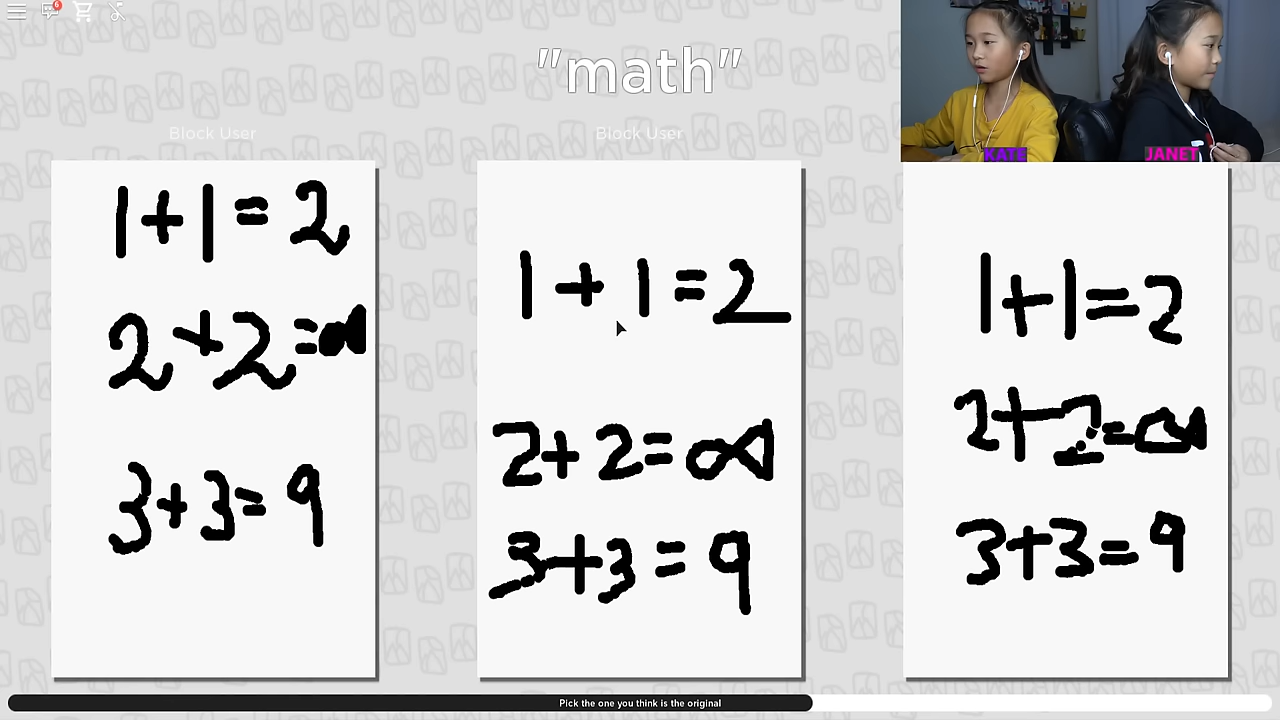 6
"math"
Block User
Block User
KATE
JANET
1+1=2
2+2=∞
3+3=9
1+1=2
2+2=∞
3+3=9
1+1=2
2+2=∞
3+3=9
Pick the one you think is the original